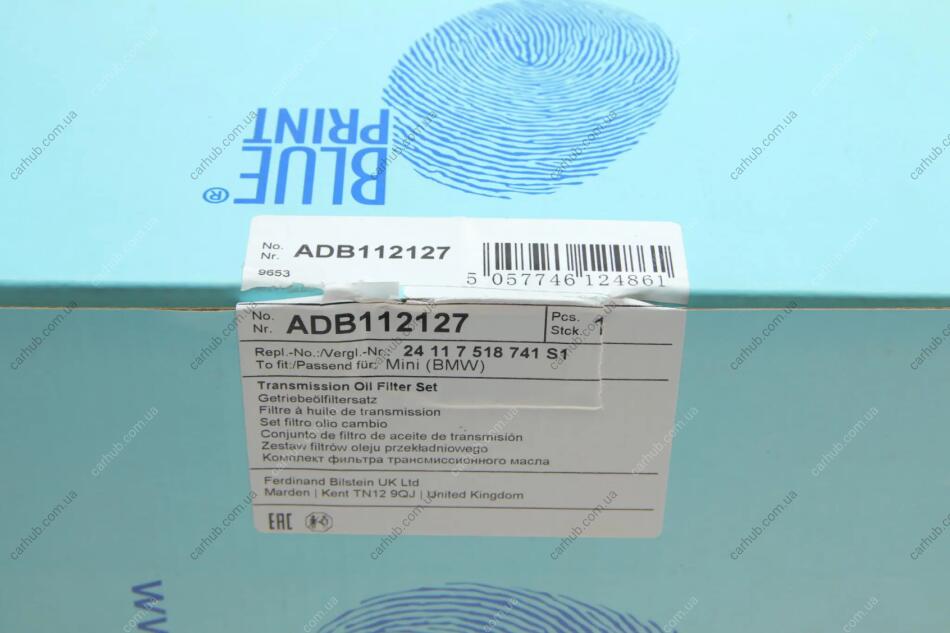 BLUE
PRINT
®
No.
Nr.
ADB112127
9653
5 057746 124861
No.
Nr.
ADB112127
Pcs.
Stck.
1
Repl.-No.:/Vergl.-Nr.: 24 11 7 518 741 S1
To fit:/Passend für: Mini (BMW)
Transmission Oil Filter Set
Getriebeölfiltersatz
Filtre à huile de transmission
Set filtro olio cambio
Conjunto de filtro de aceite de transmisión
Zestaw filtrów oleju przekładniowego
Комплект фильтра трансмиссионного масла
Ferdinand Bilstein UK Ltd
Marden | Kent TN12 9QJ | United Kingdom
EAC
carhub.com.ua